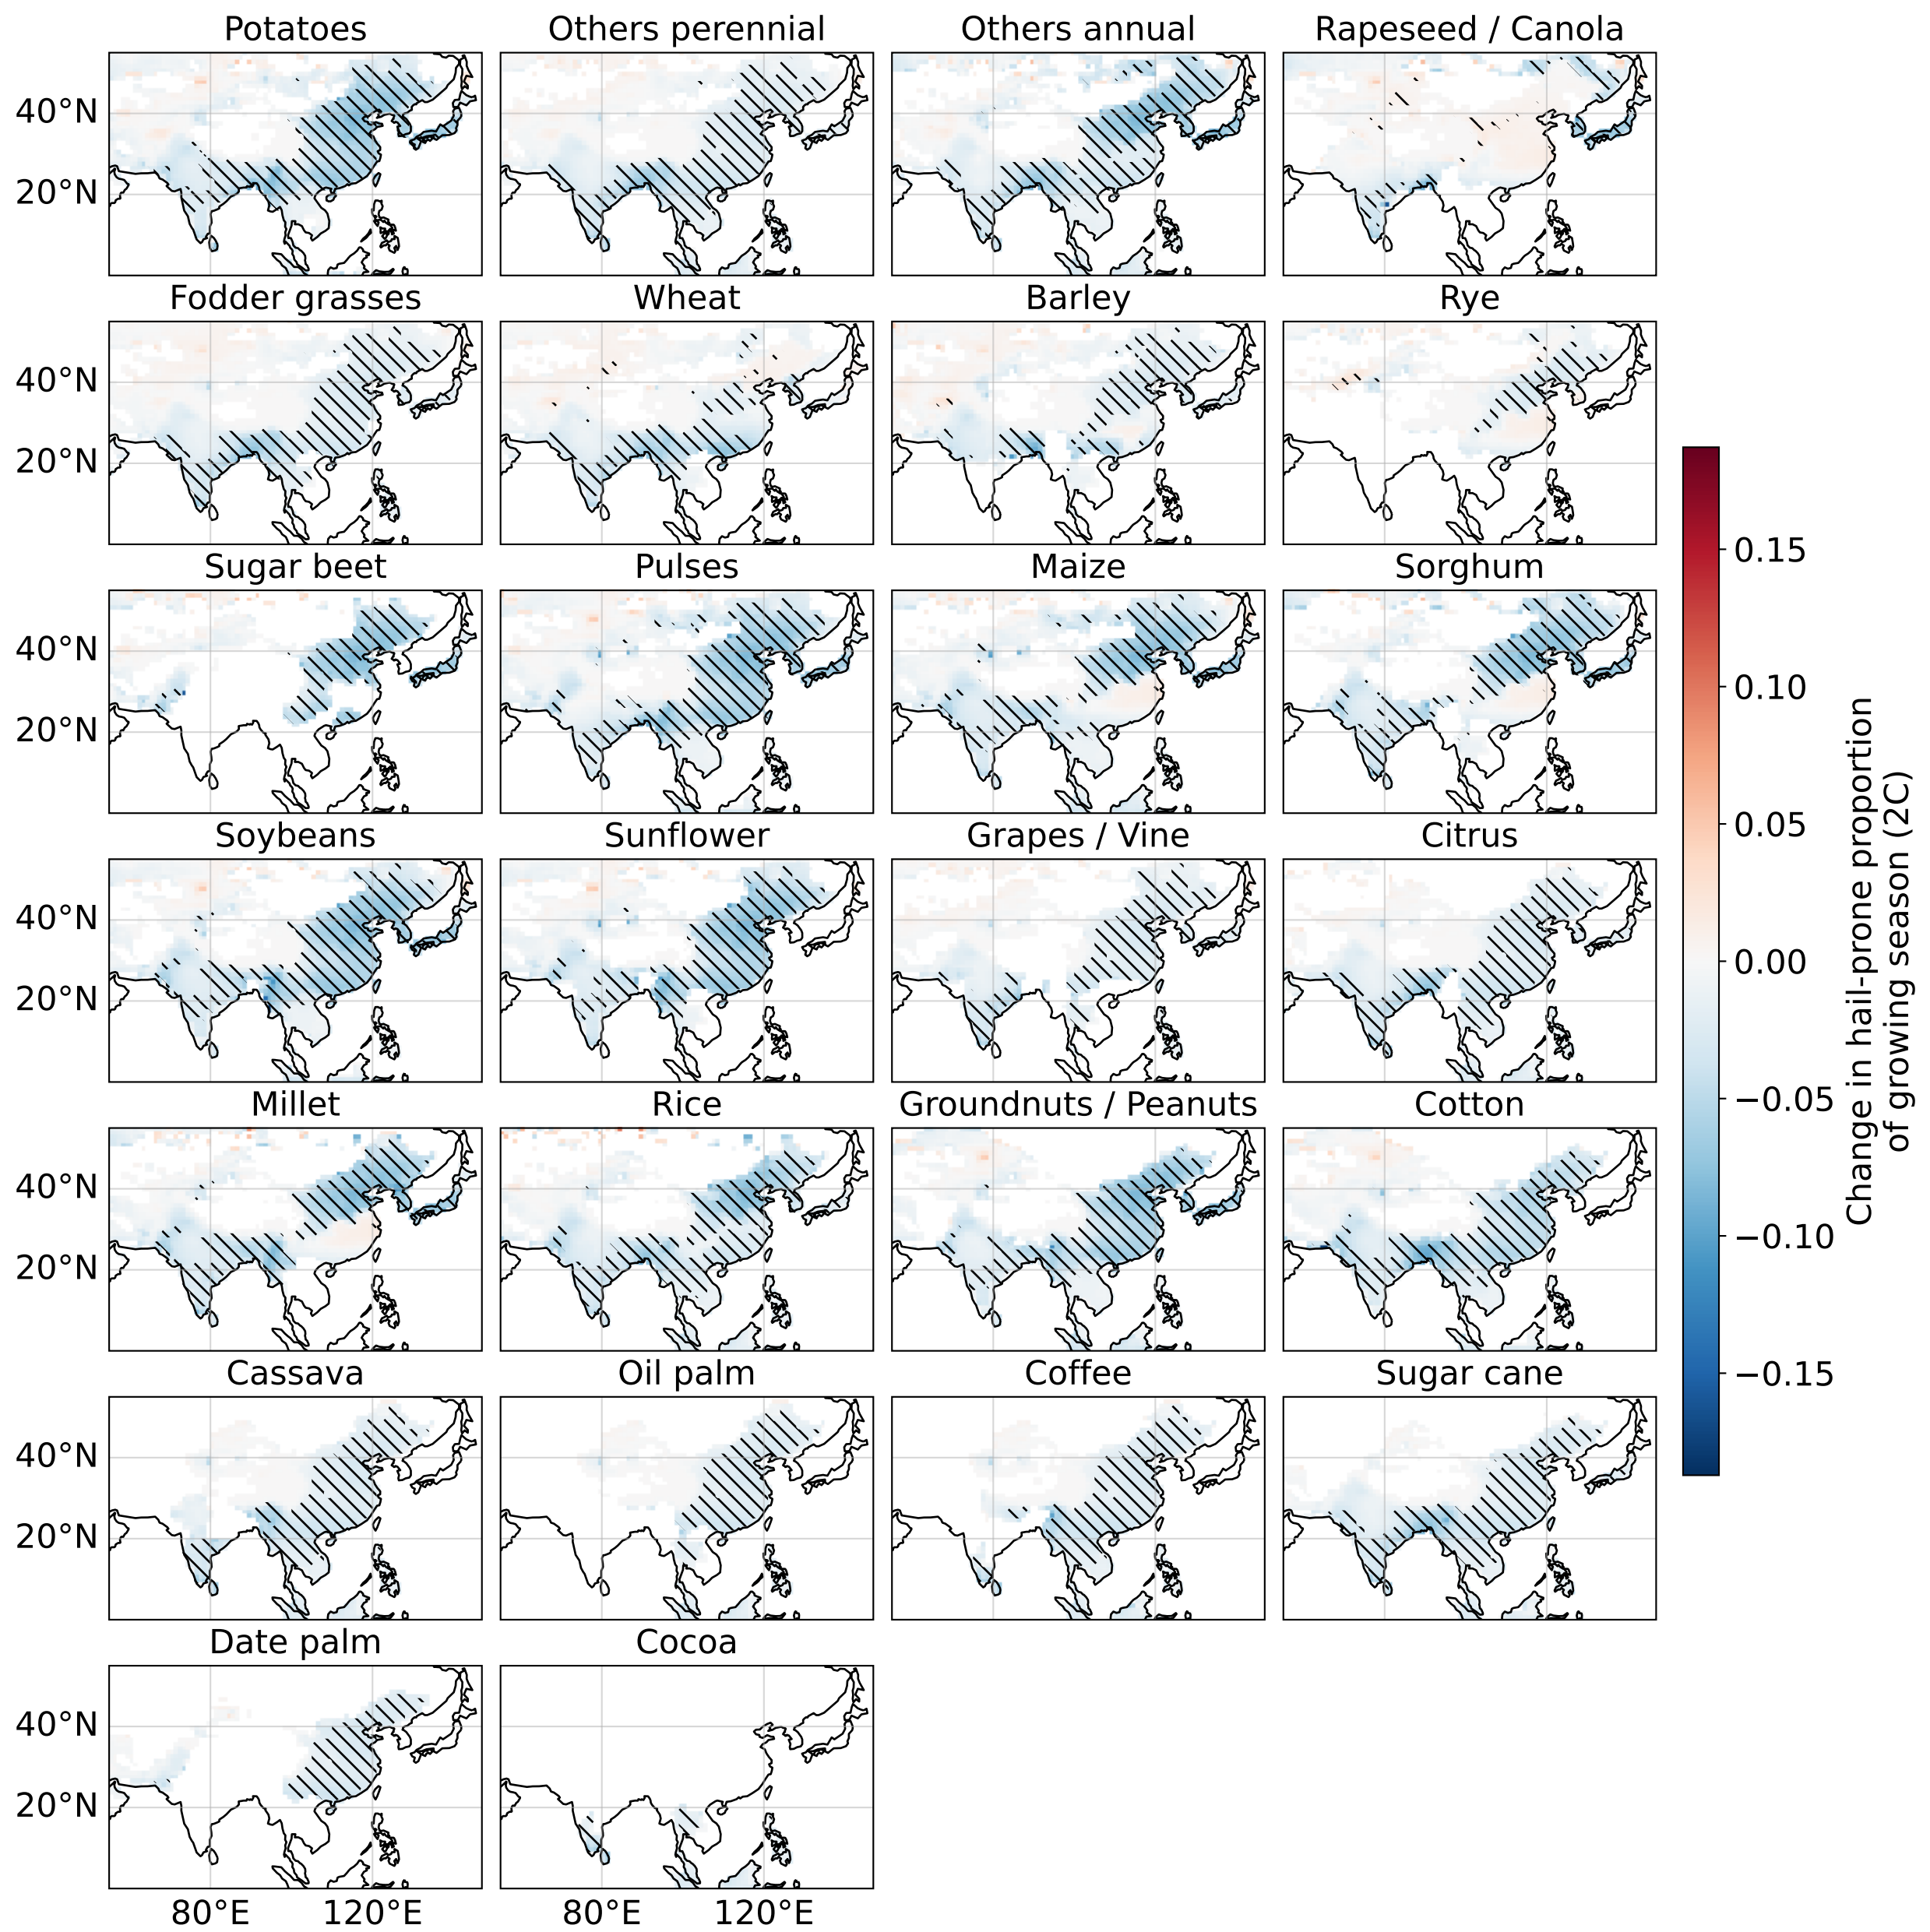 Potatoes
Others perennial
Others annual
Rapeseed / Canola
40°N
20°N
Fodder grasses
Wheat
Barley
Rye
40°N
20°N
Sugar beet
Pulses
Maize
Sorghum
40°N
20°N
Soybeans
Sunflower
Grapes / Vine
Citrus
40°N
20°N
Millet
Rice
Groundnuts / Peanuts
Cotton
40°N
20°N
Cassava
Oil palm
Coffee
Sugar cane
40°N
20°N
Date palm
Cocoa
40°N
20°N
80°E
120°E
80°E
120°E
0.15
0.10
0.05
0.00
−0.05
−0.10
−0.15
Change in hail-prone proportion
of growing season (2C)